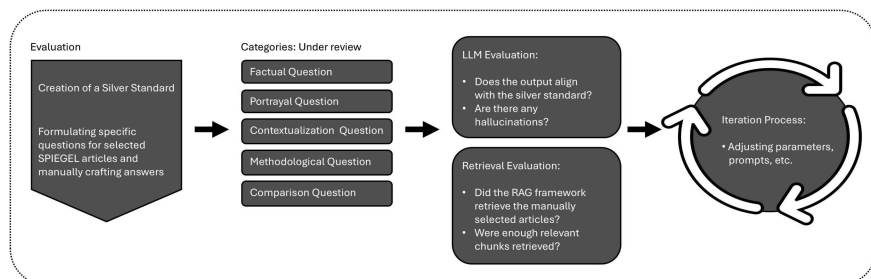 Evaluation
Creation of a Silver Standard
Formulating specific
questions for selected
SPIEGEL articles and
manually crafting answers
Categories: Under review
Factual Question
Portrayal Question
Contextualization Question
Methodological Question
Comparison Question
LLM Evaluation:
• Does the output align
with the silver standard?
• Are there any
hallucinations?
Retrieval Evaluation:
• Did the RAG framework
retrieve the manually
selected articles?
• Were enough relevant
chunks retrieved?
Iteration Process:
• Adjusting parameters,
prompts, etc.